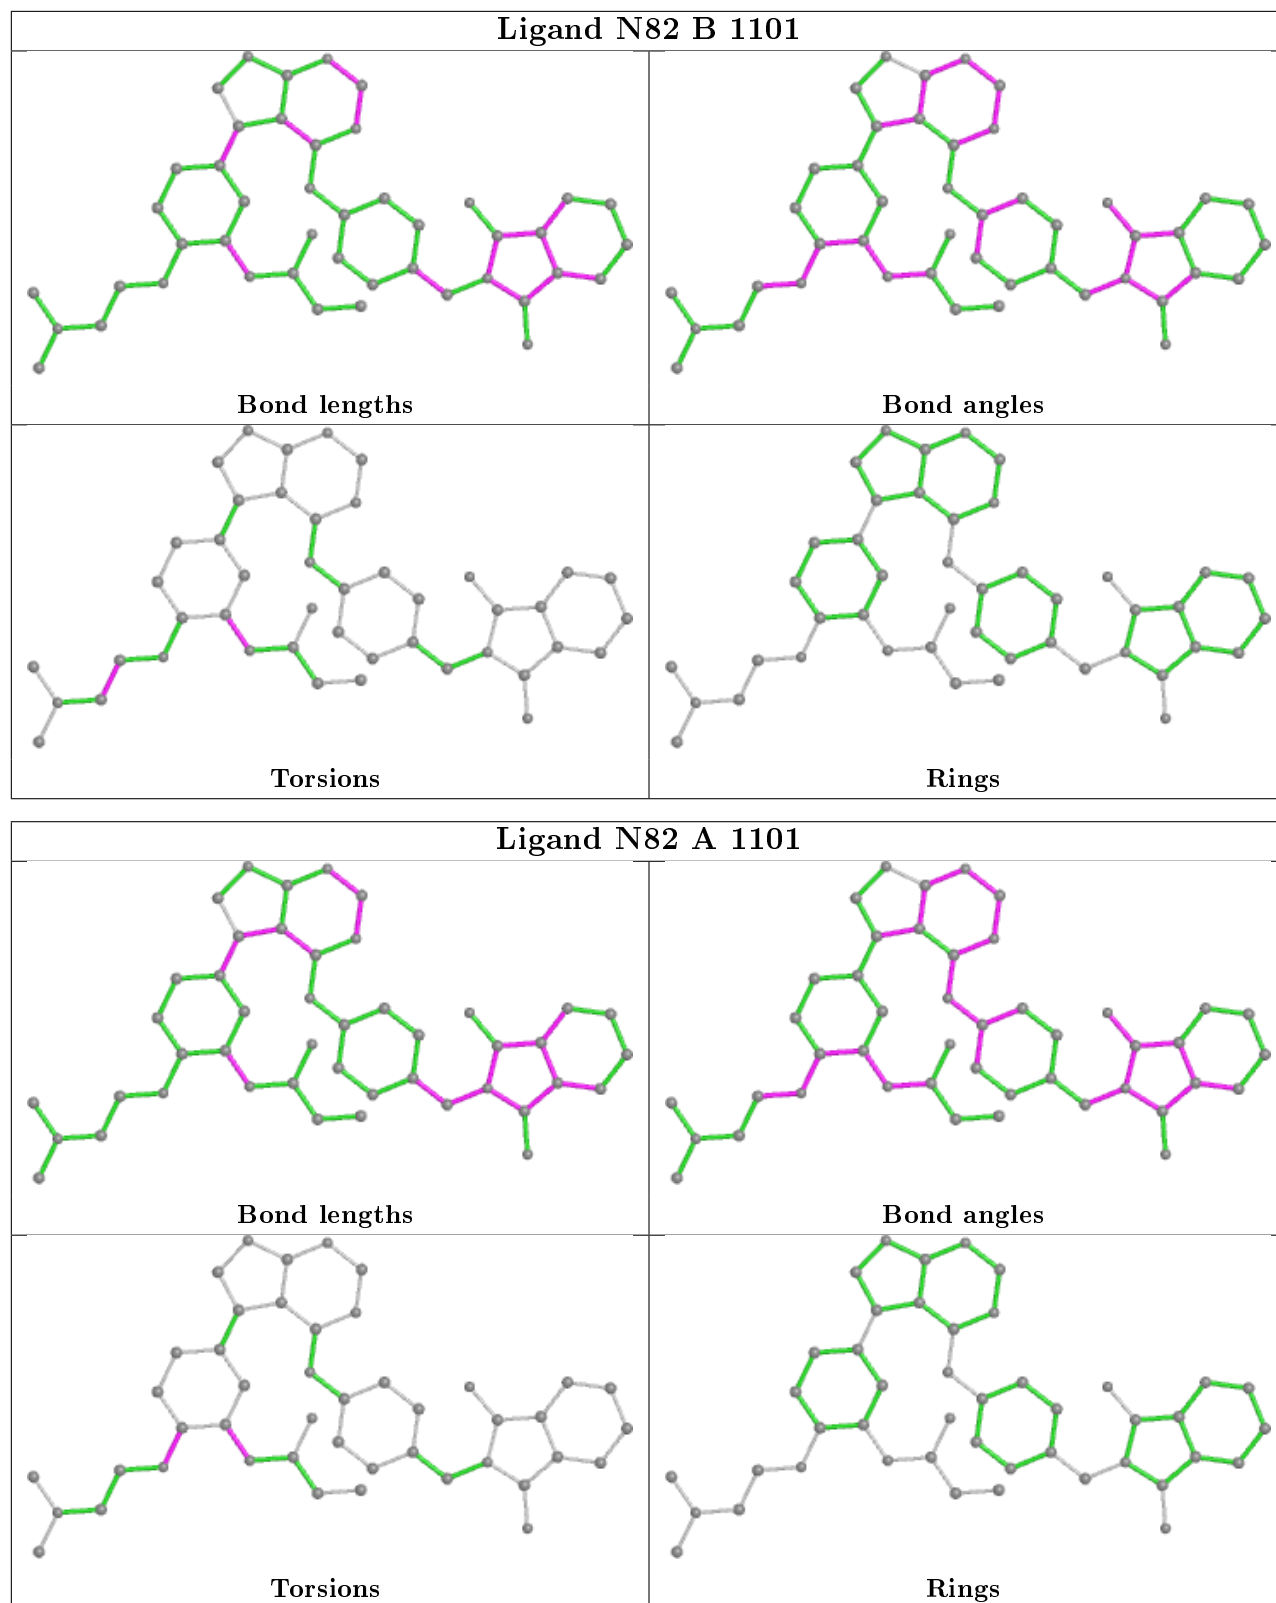 Ligand N82 B 1101
Bond lengths
Bond angles
Torsions
Rings
Ligand N82 A 1101
Bond lengths
Bond angles
Torsions
Rings